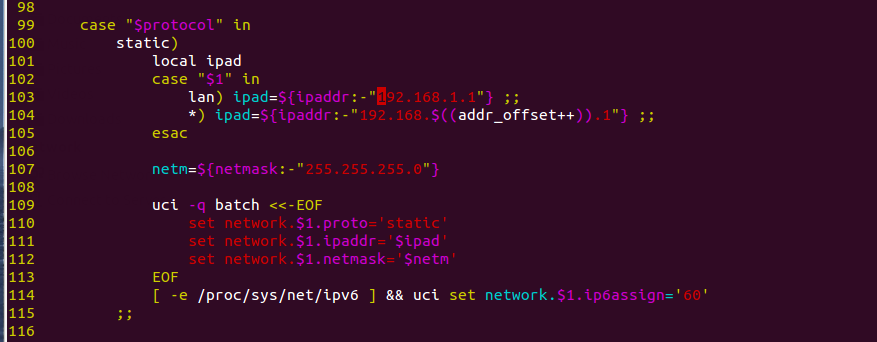 98
99     case "$protocol" in
100         static)
101             local ipad
102             case "$1" in
103                 lan) ipad=${ipaddr:-"192.168.1.1"} ;;
104                 *) ipad=${ipaddr:-"192.168.$((addr_offset++)).1"} ;;
105             esac
106
107             netm=${netmask:-"255.255.255.0"}
108
109             uci -q batch <<-EOF
110                 set network.$1.proto='static'
111                 set network.$1.ipaddr='$ipad'
112                 set network.$1.netmask='$netm'
113             EOF
114             [ -e /proc/sys/net/ipv6 ] && uci set network.$1.ip6assign='60'
115         ;;
116